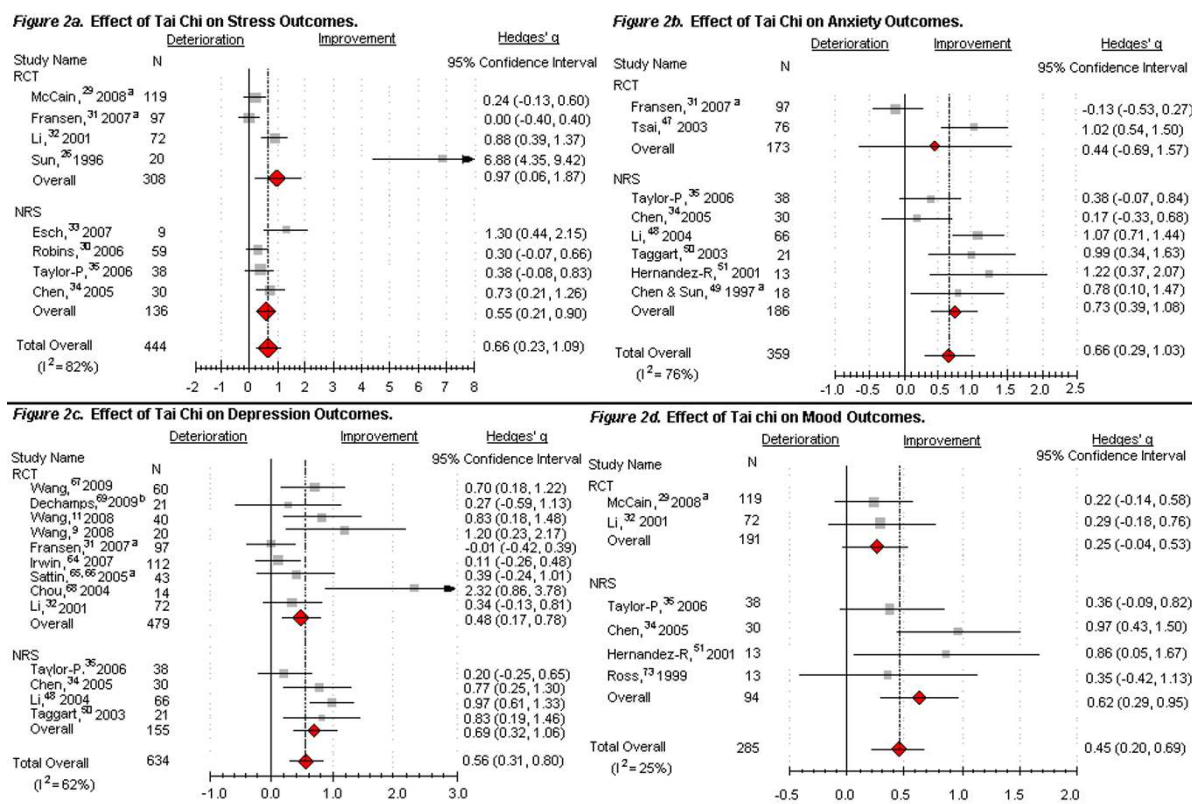 Figure 2a. Effect of Tai Chi on Stress Outcomes.
Deterioration Improvement Hedges' g
Study Name N 95% Confidence Interval
RCT
McCain,29 2008a 119 0.24 (-0.13, 0.60)
Fransen,31 2007a 97 0.00 (-0.40, 0.40)
Li,32 2001 72 0.88 (0.39, 1.37)
Sun,26 1996 20 6.88 (4.35, 9.42)
Overall 308 0.97 (0.06, 1.87)
NRS
Esch,33 2007 9 1.30 (0.44, 2.15)
Robins,30 2006 59 0.30 (-0.07, 0.66)
Taylor-P,35 2006 38 0.38 (-0.08, 0.83)
Chen,34 2005 30 0.73 (0.21, 1.26)
Overall 136 0.55 (0.21, 0.90)
Total Overall 444 0.66 (0.23, 1.09)
(I2=82%)
-2 -1 0 1 2 3 4 5 6 7 8
Figure 2b. Effect of Tai Chi on Anxiety Outcomes.
Deterioration Improvement Hedges' g
Study Name N 95% Confidence Interval
RCT
Fransen,31 2007a 97 -0.13 (-0.53, 0.27)
Tsai,47 2003 76 1.02 (0.54, 1.50)
Overall 173 0.44 (-0.69, 1.57)
NRS
Taylor-P,35 2006 38 0.38 (-0.07, 0.84)
Chen,34 2005 30 0.17 (-0.33, 0.68)
Li,48 2004 66 1.07 (0.71, 1.44)
Taggart,50 2003 21 0.99 (0.34, 1.63)
Hernandez-R,51 2001 13 1.22 (0.37, 2.07)
Chen & Sun,49 1997a 18 0.78 (0.10, 1.47)
Overall 186 0.73 (0.39, 1.08)
Total Overall 359 0.66 (0.29, 1.03)
(I2=76%)
-1.0 -0.5 0.0 0.5 1.0 1.5 2.0 2.5
Figure 2c. Effect of Tai Chi on Depression Outcomes.
Deterioration Improvement Hedges' g
Study Name N 95% Confidence Interval
RCT
Wang,67 2009 60 0.70 (0.18, 1.22)
Dechamps,69 2009b 21 0.27 (-0.59, 1.13)
Wang,11 2008 40 0.83 (0.18, 1.48)
Wang,9 2008 20 1.20 (0.23, 2.17)
Fransen,31 2007a 97 -0.01 (-0.42, 0.39)
Irwin,64 2007 112 0.11 (-0.26, 0.48)
Sattin,65,66 2005a 43 0.39 (-0.24, 1.01)
Chou,68 2004 14 2.32 (0.86, 3.78)
Li,32 2001 72 0.34 (-0.13, 0.81)
Overall 479 0.48 (0.17, 0.78)
NRS
Taylor-P,35 2006 38 0.20 (-0.25, 0.65)
Chen,34 2005 30 0.77 (0.25, 1.30)
Li,48 2004 66 0.97 (0.61, 1.33)
Taggart,50 2003 21 0.83 (0.19, 1.46)
Overall 155 0.69 (0.32, 1.06)
Total Overall 634 0.56 (0.31, 0.80)
(I2=62%)
-1.0 0.0 1.0 2.0 3.0
Figure 2d. Effect of Tai chi on Mood Outcomes.
Deterioration Improvement Hedges' g
Study Name N 95% Confidence Interval
RCT
McCain,29 2008a 119 0.22 (-0.14, 0.58)
Li,32 2001 72 0.29 (-0.18, 0.76)
Overall 191 0.25 (-0.04, 0.53)
NRS
Taylor-P,35 2006 38 0.36 (-0.09, 0.82)
Chen,34 2005 30 0.97 (0.43, 1.50)
Hernandez-R,51 2001 13 0.86 (0.05, 1.67)
Ross,73 1999 13 0.35 (-0.42, 1.13)
Overall 94 0.62 (0.29, 0.95)
Total Overall 285 0.45 (0.20, 0.69)
(I2=25%)
-0.5 0.0 0.5 1.0 1.5 2.0